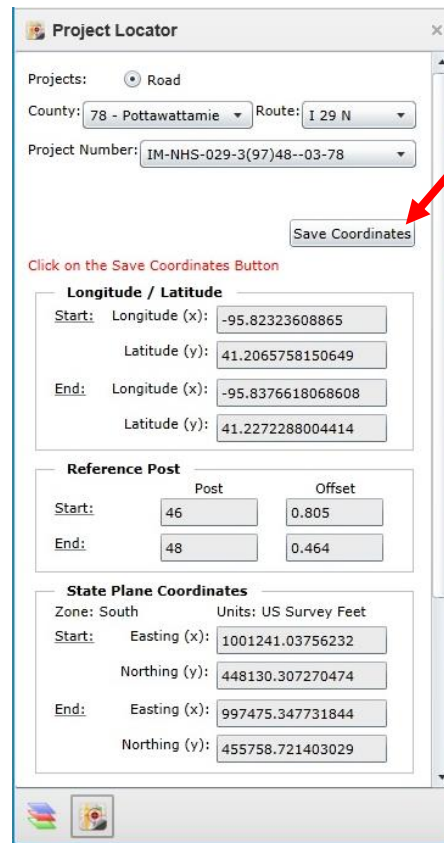 Project Locator
Projects: Road
County: 78 - Pottawattamie Route: I 29 N
Project Number: IM-NHS-029-3(97)48--03-78
Save Coordinates
Click on the Save Coordinates Button
Longitude / Latitude
Start: Longitude (x): -95.82323608865
Latitude (y): 41.2065758150649
End: Longitude (x): -95.8376618068608
Latitude (y): 41.2272288004414
Reference Post
Post Offset
Start: 46 0.805
End: 48 0.464
State Plane Coordinates
Zone: South Units: US Survey Feet
Start: Easting (x): 1001241.03756232
Northing (y): 448130.307270474
End: Easting (x): 997475.347731844
Northing (y): 455758.721403029